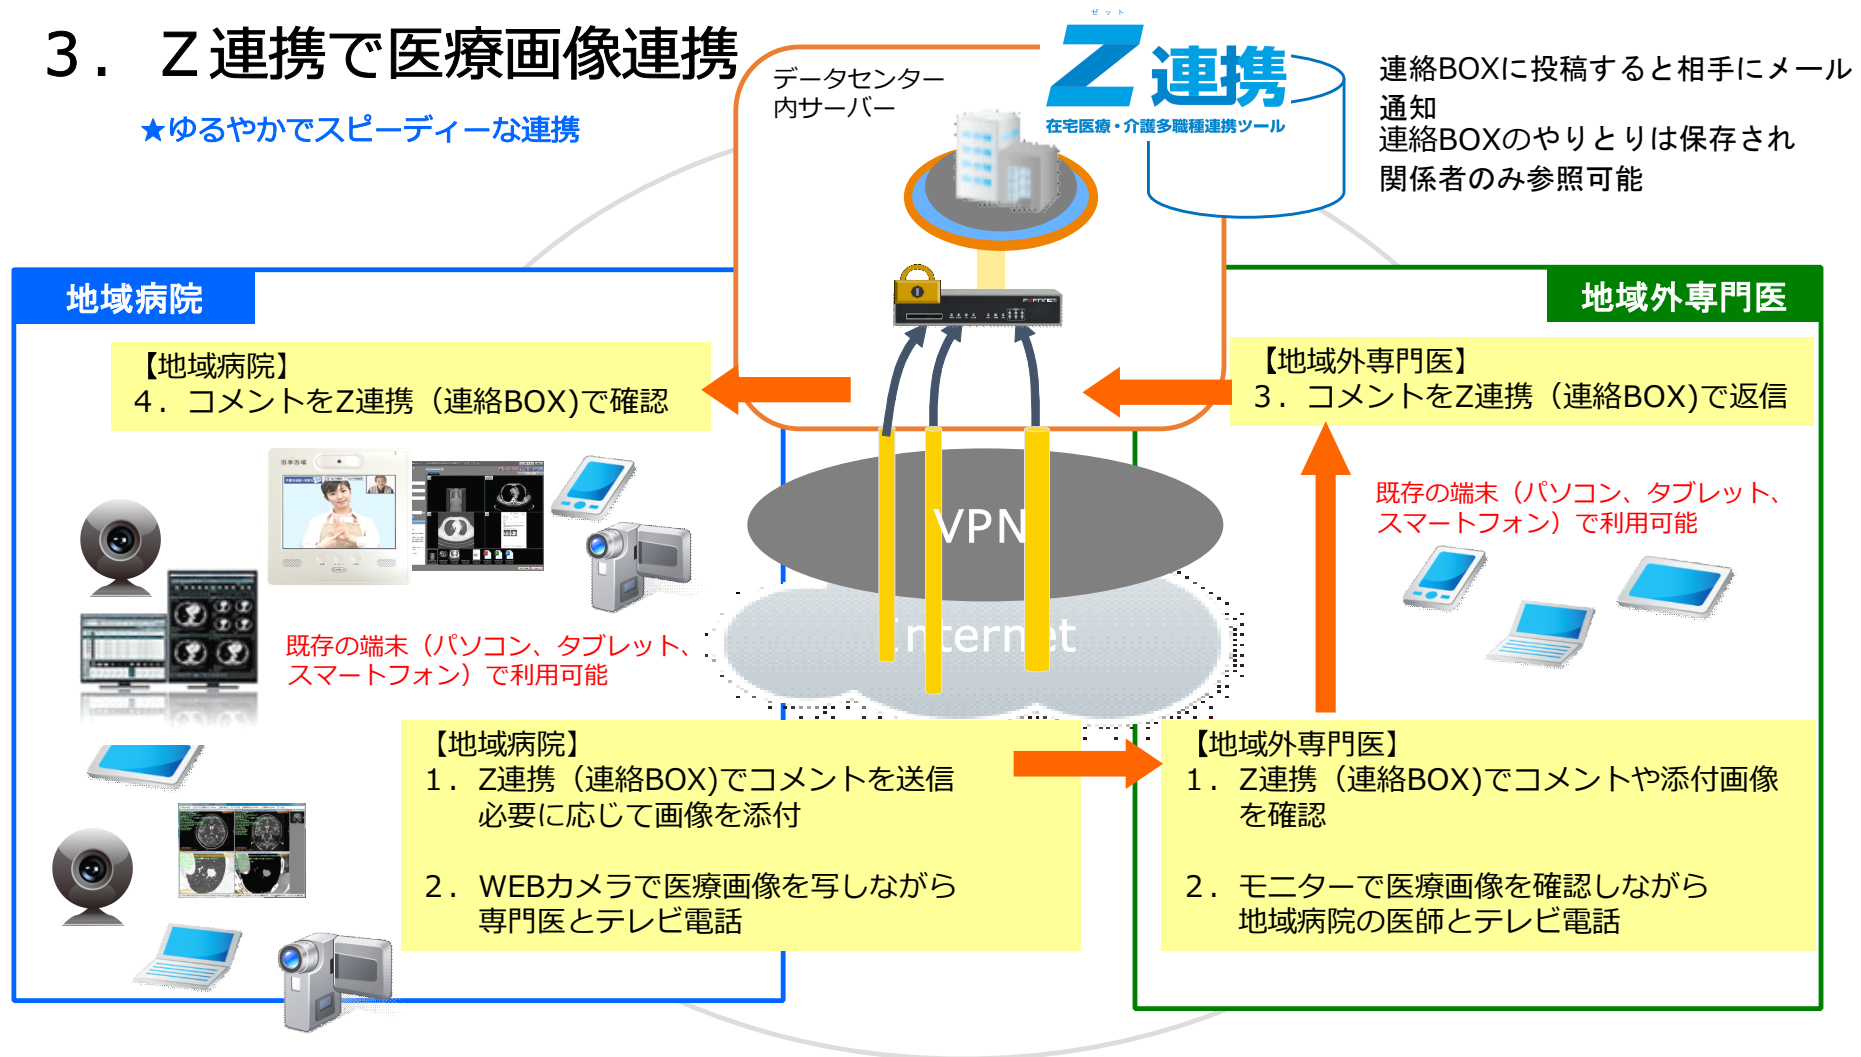 ３． Ｚ連携で医療画像連携
★ゆるやかでスピーディーな連携
データセンター
内サーバー
ゼット
Z連携
在宅医療・介護多職種連携ツール
連絡BOXに投稿すると相手にメール
通知
連絡BOXのやりとりは保存され
関係者のみ参照可能
地域病院
地域外専門医
【地域病院】
４．コメントをZ連携（連絡BOX)で確認
【地域外専門医】
３．コメントをZ連携（連絡BOX)で返信
既存の端末（パソコン、タブレット、
スマートフォン）で利用可能
VPN
Internet
既存の端末（パソコン、タブレット、
スマートフォン）で利用可能
【地域病院】
１．Z連携（連絡BOX)でコメントを送信
必要に応じて画像を添付
２．WEBカメラで医療画像を写しながら
専門医とテレビ電話
【地域外専門医】
１．Z連携（連絡BOX)でコメントや添付画像
を確認
２．モニターで医療画像を確認しながら
地域病院の医師とテレビ電話